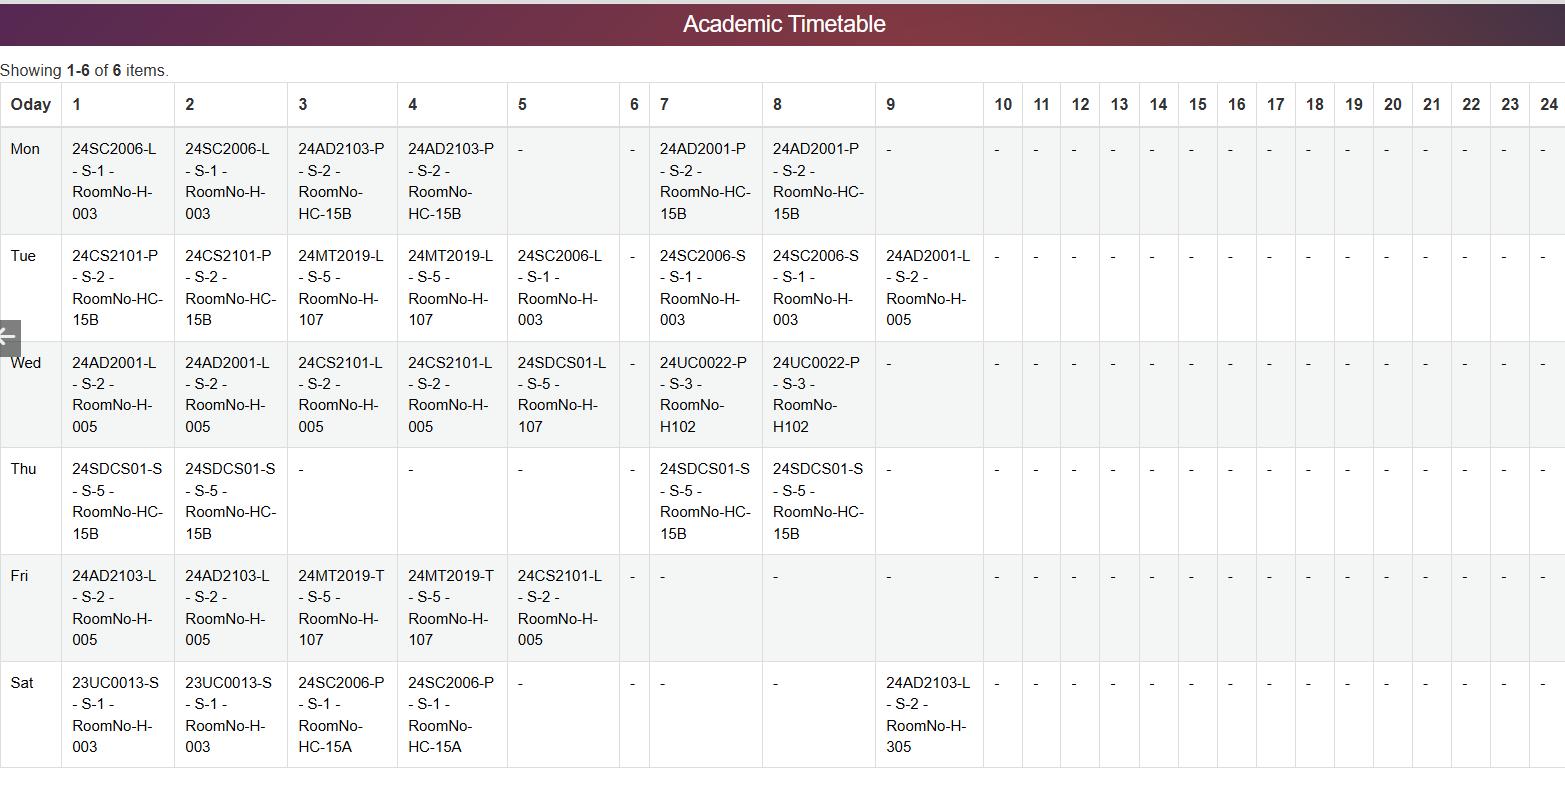 Academic Timetable
Showing 1-6 of 6 items.
Oday 1 2 3 4 5 6 7 8 9 10 11 12 13 14 15 16 17 18 19 20 21 22 23 24
Mon 24SC2006-L 24SC2006-L 24AD2103-P 24AD2103-P - - 24AD2001-P 24AD2001-P - - - - - - - - - - - - - - - -
- S-1 - - S-1 - - S-2 - - S-2 - - S-2 - - S-2 -
RoomNo-H- RoomNo-H- RoomNo- RoomNo- RoomNo-HC- RoomNo-HC-
003 003 HC-15B HC-15B 15B 15B
Tue 24CS2101-P 24CS2101-P 24MT2019-L 24MT2019-L 24SC2006-L - 24SC2006-S 24SC2006-S 24AD2001-L - - - - - - - - - - - - - - -
- S-2 - - S-2 - - S-5 - - S-5 - - S-1 - - S-1 - - S-1 - - S-2 -
RoomNo-HC- RoomNo-HC- RoomNo-H- RoomNo-H- RoomNo-H- RoomNo-H- RoomNo-H- RoomNo-H-
15B 15B 107 107 003 003 003 005
Wed 24AD2001-L 24AD2001-L 24CS2101-L 24CS2101-L 24SDCS01-L - 24UC0022-P 24UC0022-P - - - - - - - - - - - - - - - -
- S-2 - - S-2 - - S-2 - - S-2 - - S-5 - - S-3 - - S-3 -
RoomNo-H- RoomNo-H- RoomNo-H- RoomNo-H- RoomNo-H- RoomNo- RoomNo-
005 005 005 005 107 H102 H102
Thu 24SDCS01-S 24SDCS01-S - - - - 24SDCS01-S 24SDCS01-S - - - - - - - - - - - - - - - -
- S-5 - - S-5 - - S-5 - - S-5 -
RoomNo-HC- RoomNo-HC- RoomNo-HC- RoomNo-HC-
15B 15B 15B 15B
Fri 24AD2103-L 24AD2103-L 24MT2019-T 24MT2019-T 24CS2101-L - - - - - - - - - - - - - - - - - - -
- S-2 - - S-2 - - S-5 - - S-5 - - S-2 -
RoomNo-H- RoomNo-H- RoomNo-H- RoomNo-H- RoomNo-H-
005 005 107 107 005
Sat 23UC0013-S 23UC0013-S 24SC2006-P 24SC2006-P - - - - 24AD2103-L - - - - - - - - - - - - - - -
- S-1 - - S-1 - - S-1 - - S-1 - - S-2 -
RoomNo-H- RoomNo-H- RoomNo- RoomNo- RoomNo-H-
003 003 HC-15A HC-15A 305